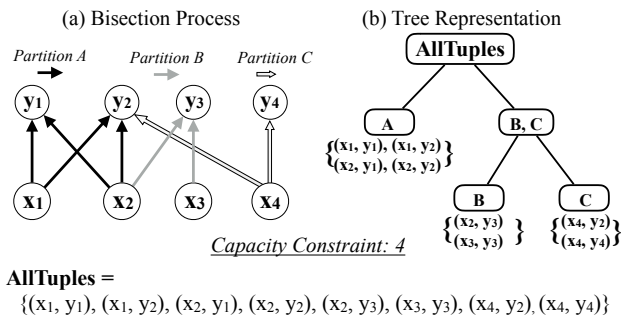 (a) Bisection Process
Partition A
Partition B
Partition C
y1
y2
y3
y4
x1
x2
x3
x4
Capacity Constraint: 4
(b) Tree Representation
AllTuples
A
{(x1, y1), (x1, y2),
(x2, y1), (x2, y2)}
B, C
B
{(x2, y3)
(x3, y3)}
C
{(x4, y2)
(x4, y4)}
AllTuples =
{(x1, y1), (x1, y2), (x2, y1), (x2, y2), (x2, y3), (x3, y3), (x4, y2), (x4, y4)}